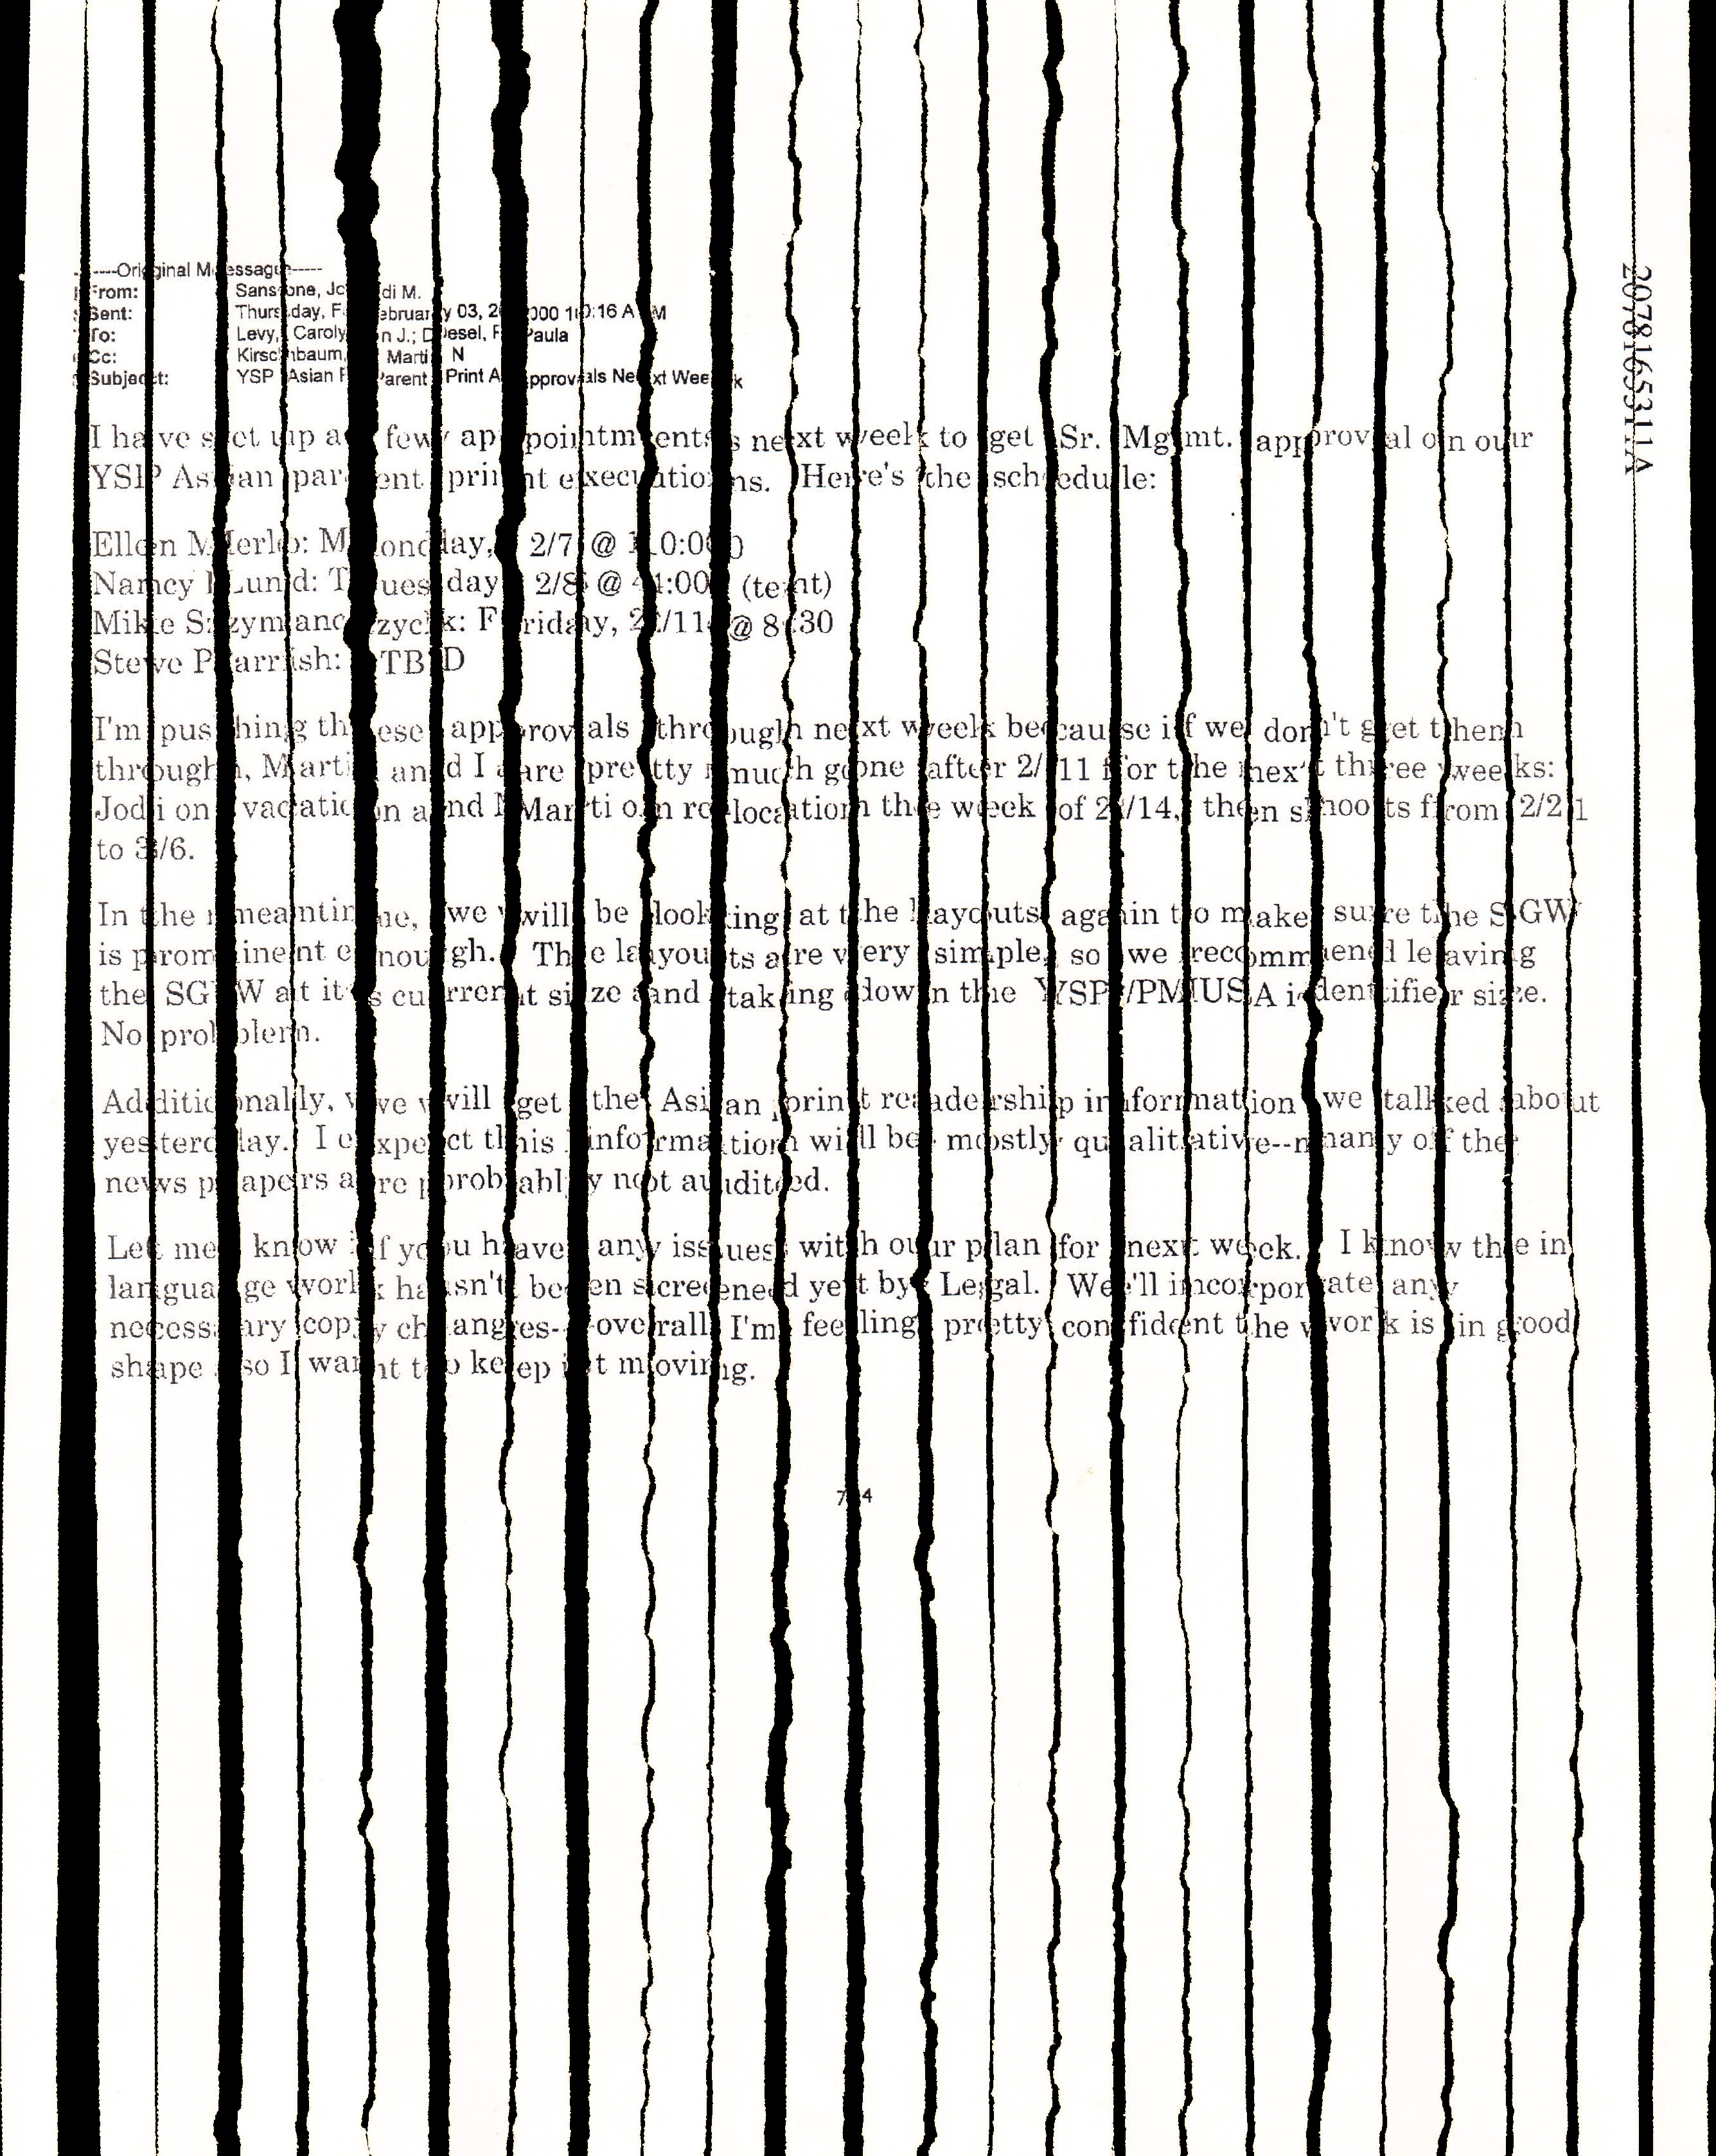 -----Original Message-----
From: Sansone, Jodi M.
Sent: Thursday, February 03, 2000 10:16 AM
To: Levy, Carolyn J.; Desel, Paula
Cc: Kirschbaum, Marti N
Subject: YSP Asian Parent Print Approvals Next Week
I have set up a few appointments next week to get Sr. Mgmt. approval on our
YSP Asian parent print executions. Here's the schedule:
Ellen Merlo: Monday, 2/7 @ 10:00
Nancy Lund: Tuesday 2/8 @ 4:00 (tent)
Mike Szymanczyk: Friday, 2/11 @ 8:30
Steve Parrish: TBD
I'm pushing these approvals through next week because if we don't get them
through, Marti and I are pretty much gone after 2/11 for the next three weeks:
Jodi on vacation and Marti on relocation the week of 2/14, then shoots from 2/21
to 3/6.
In the meantime, we will be looking at the layouts again to make sure the SGW
is prominent enough. The layouts are very simple, so we recommend leaving
the SGW at its current size and taking down the YSP/PMUSA identifier size.
No problem.
Additionally, we will get the Asian print readership information we talked about
yesterday. I expect this information will be mostly qualitative--many of the
news papers are probably not audited.
Let me know if you have any issues with our plan for next week. I know the in
language work hasn't been screened yet by Legal. We'll incorporate any
necessary copy changes--overall I'm feeling pretty confident the work is in good
shape so I want to keep it moving.
74
2078165311A